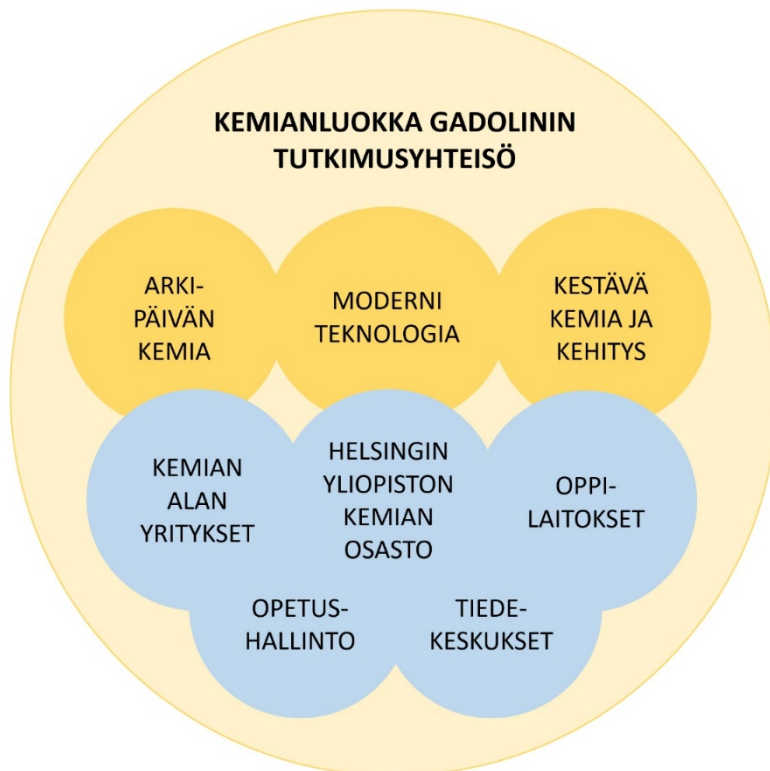 KEMIANLUOKKA GADOLININ
TUTKIMUSYHTEISÖ
ARKI-
PÄIVÄN
KEMIA
MODERNI
TEKNOLOGIA
KESTÄVÄ
KEMIA JA
KEHITYS
KEMIAN
ALAN
YRITYKSET
HELSINGIN
YLIOPISTON
KEMIAN
OSASTO
OPPI-
LAITOKSET
OPETUS-
HALLINTO
TIEDE-
KESKUKSET